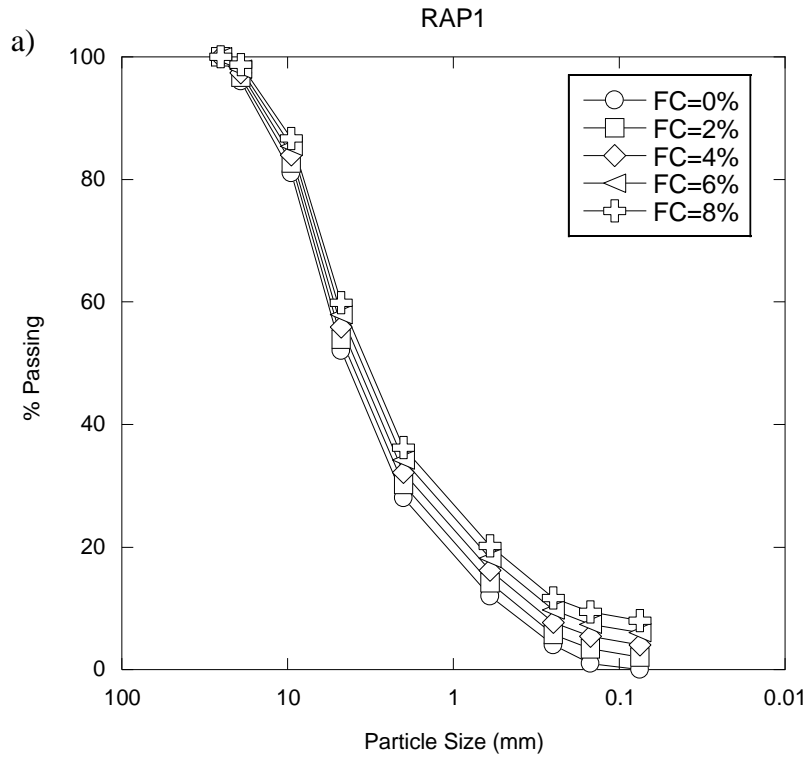 RAP1
a)
100
80
60
40
20
0
% Passing
FC=0%
FC=2%
FC=4%
FC=6%
FC=8%
100 10 1 0.1 0.01
Particle Size (mm)